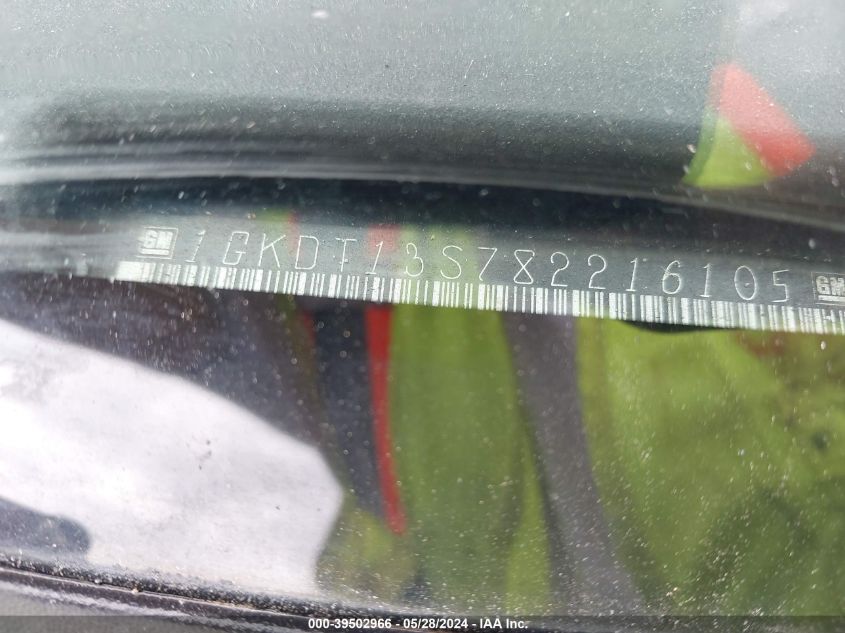 GM 1GKDT13S782216105 GM
000-39502966 - 05/28/2024 - IAA Inc.